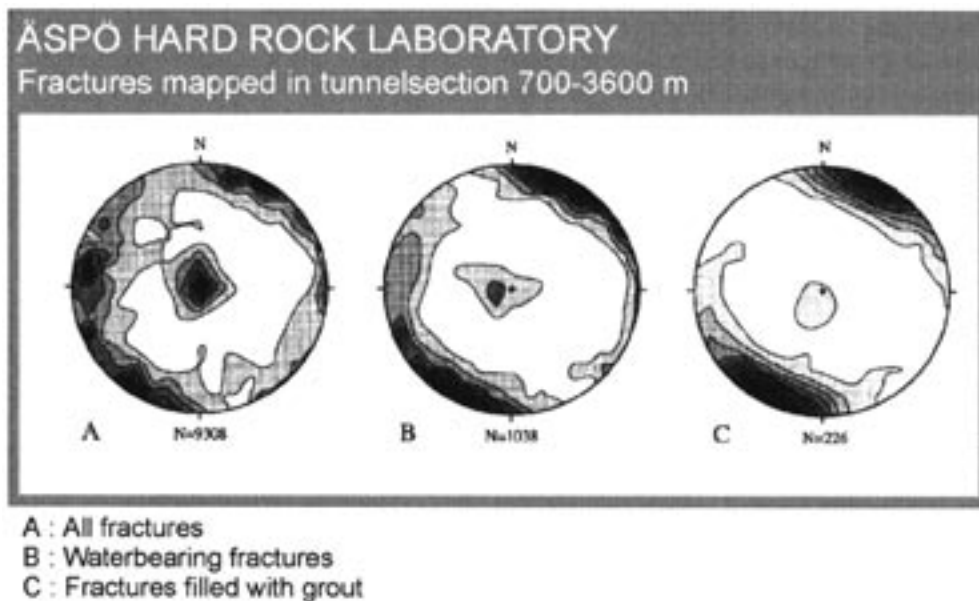 ÄSPÖ HARD ROCK LABORATORY
Fractures mapped in tunnelsection 700-3600 m
N N N
A B C
N=9308 N=1038 N=226
A : All fractures
B : Waterbearing fractures
C : Fractures filled with grout